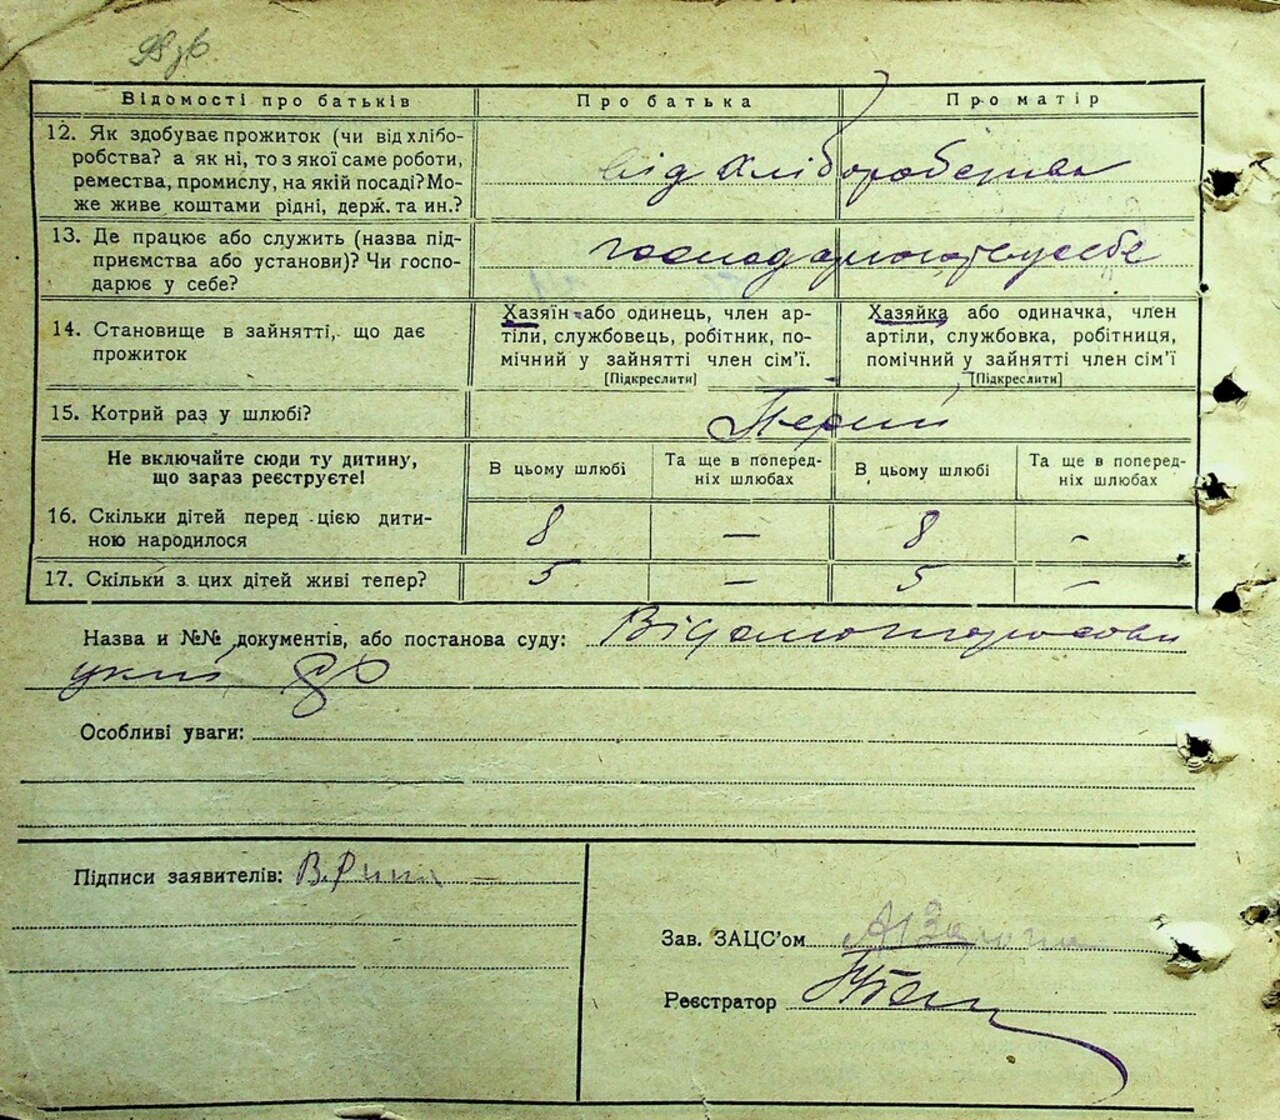 Відомості про батьків Про батька Про матір
12. Як здобуває прожиток (чи від хлібо-
робства? а як ні, то з якої саме роботи,
ремества, промислу, на якій посаді? Мо-
же живе коштами рідні, держ. та ин.?
від хліборобства
13. Де працює або служить (назва під-
приємства або установи)? Чи госпо-
дарює у себе?
господарстві у себе
14. Становище в зайнятті, що дає
прожиток
Хазяїн або одинець, член ар-
тілі, службовець, робітник, по-
мічний у зайнятті член сім'ї.
[Підкреслити]
Хазяйка або одиначка, член
артілі, службовка, робітниця,
помічний у зайнятті член сім'ї
[Підкреслити]
15. Котрий раз у шлюбі?
Перший
Не включайте сюди ту дитину,
що зараз реєструєте!
В цьому шлюбі
Та ще в поперед-
ніх шлюбах
В цьому шлюбі
Та ще в поперед-
ніх шлюбах
16. Скільки дітей перед цією дити-
ною народилося
8 — 8 -
17. Скільки з цих дітей живі тепер? 5 — 5 -
Назва и №№ документів, або постанова суду:
Особливі уваги:
Підписи заявителів:
Зав. ЗАЦС'ом
Реєстратор